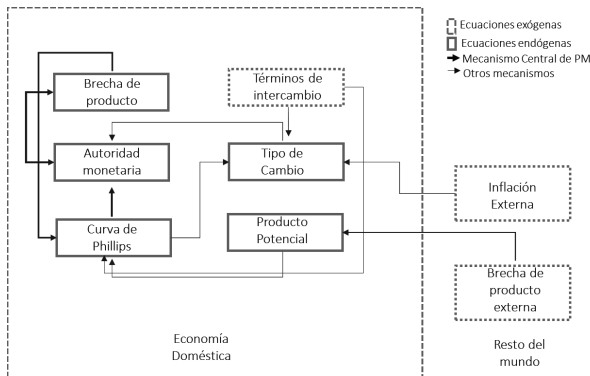 Ecuaciones exógenas
Ecuaciones endógenas
Mecanismo Central de PM
Otros mecanismos
Brecha de
producto
Términos de
intercambio
Autoridad
monetaria
Tipo de
Cambio
Inflación
Externa
Curva de
Phillips
Producto
Potencial
Brecha de
producto
externa
Economía
Doméstica
Resto del
mundo